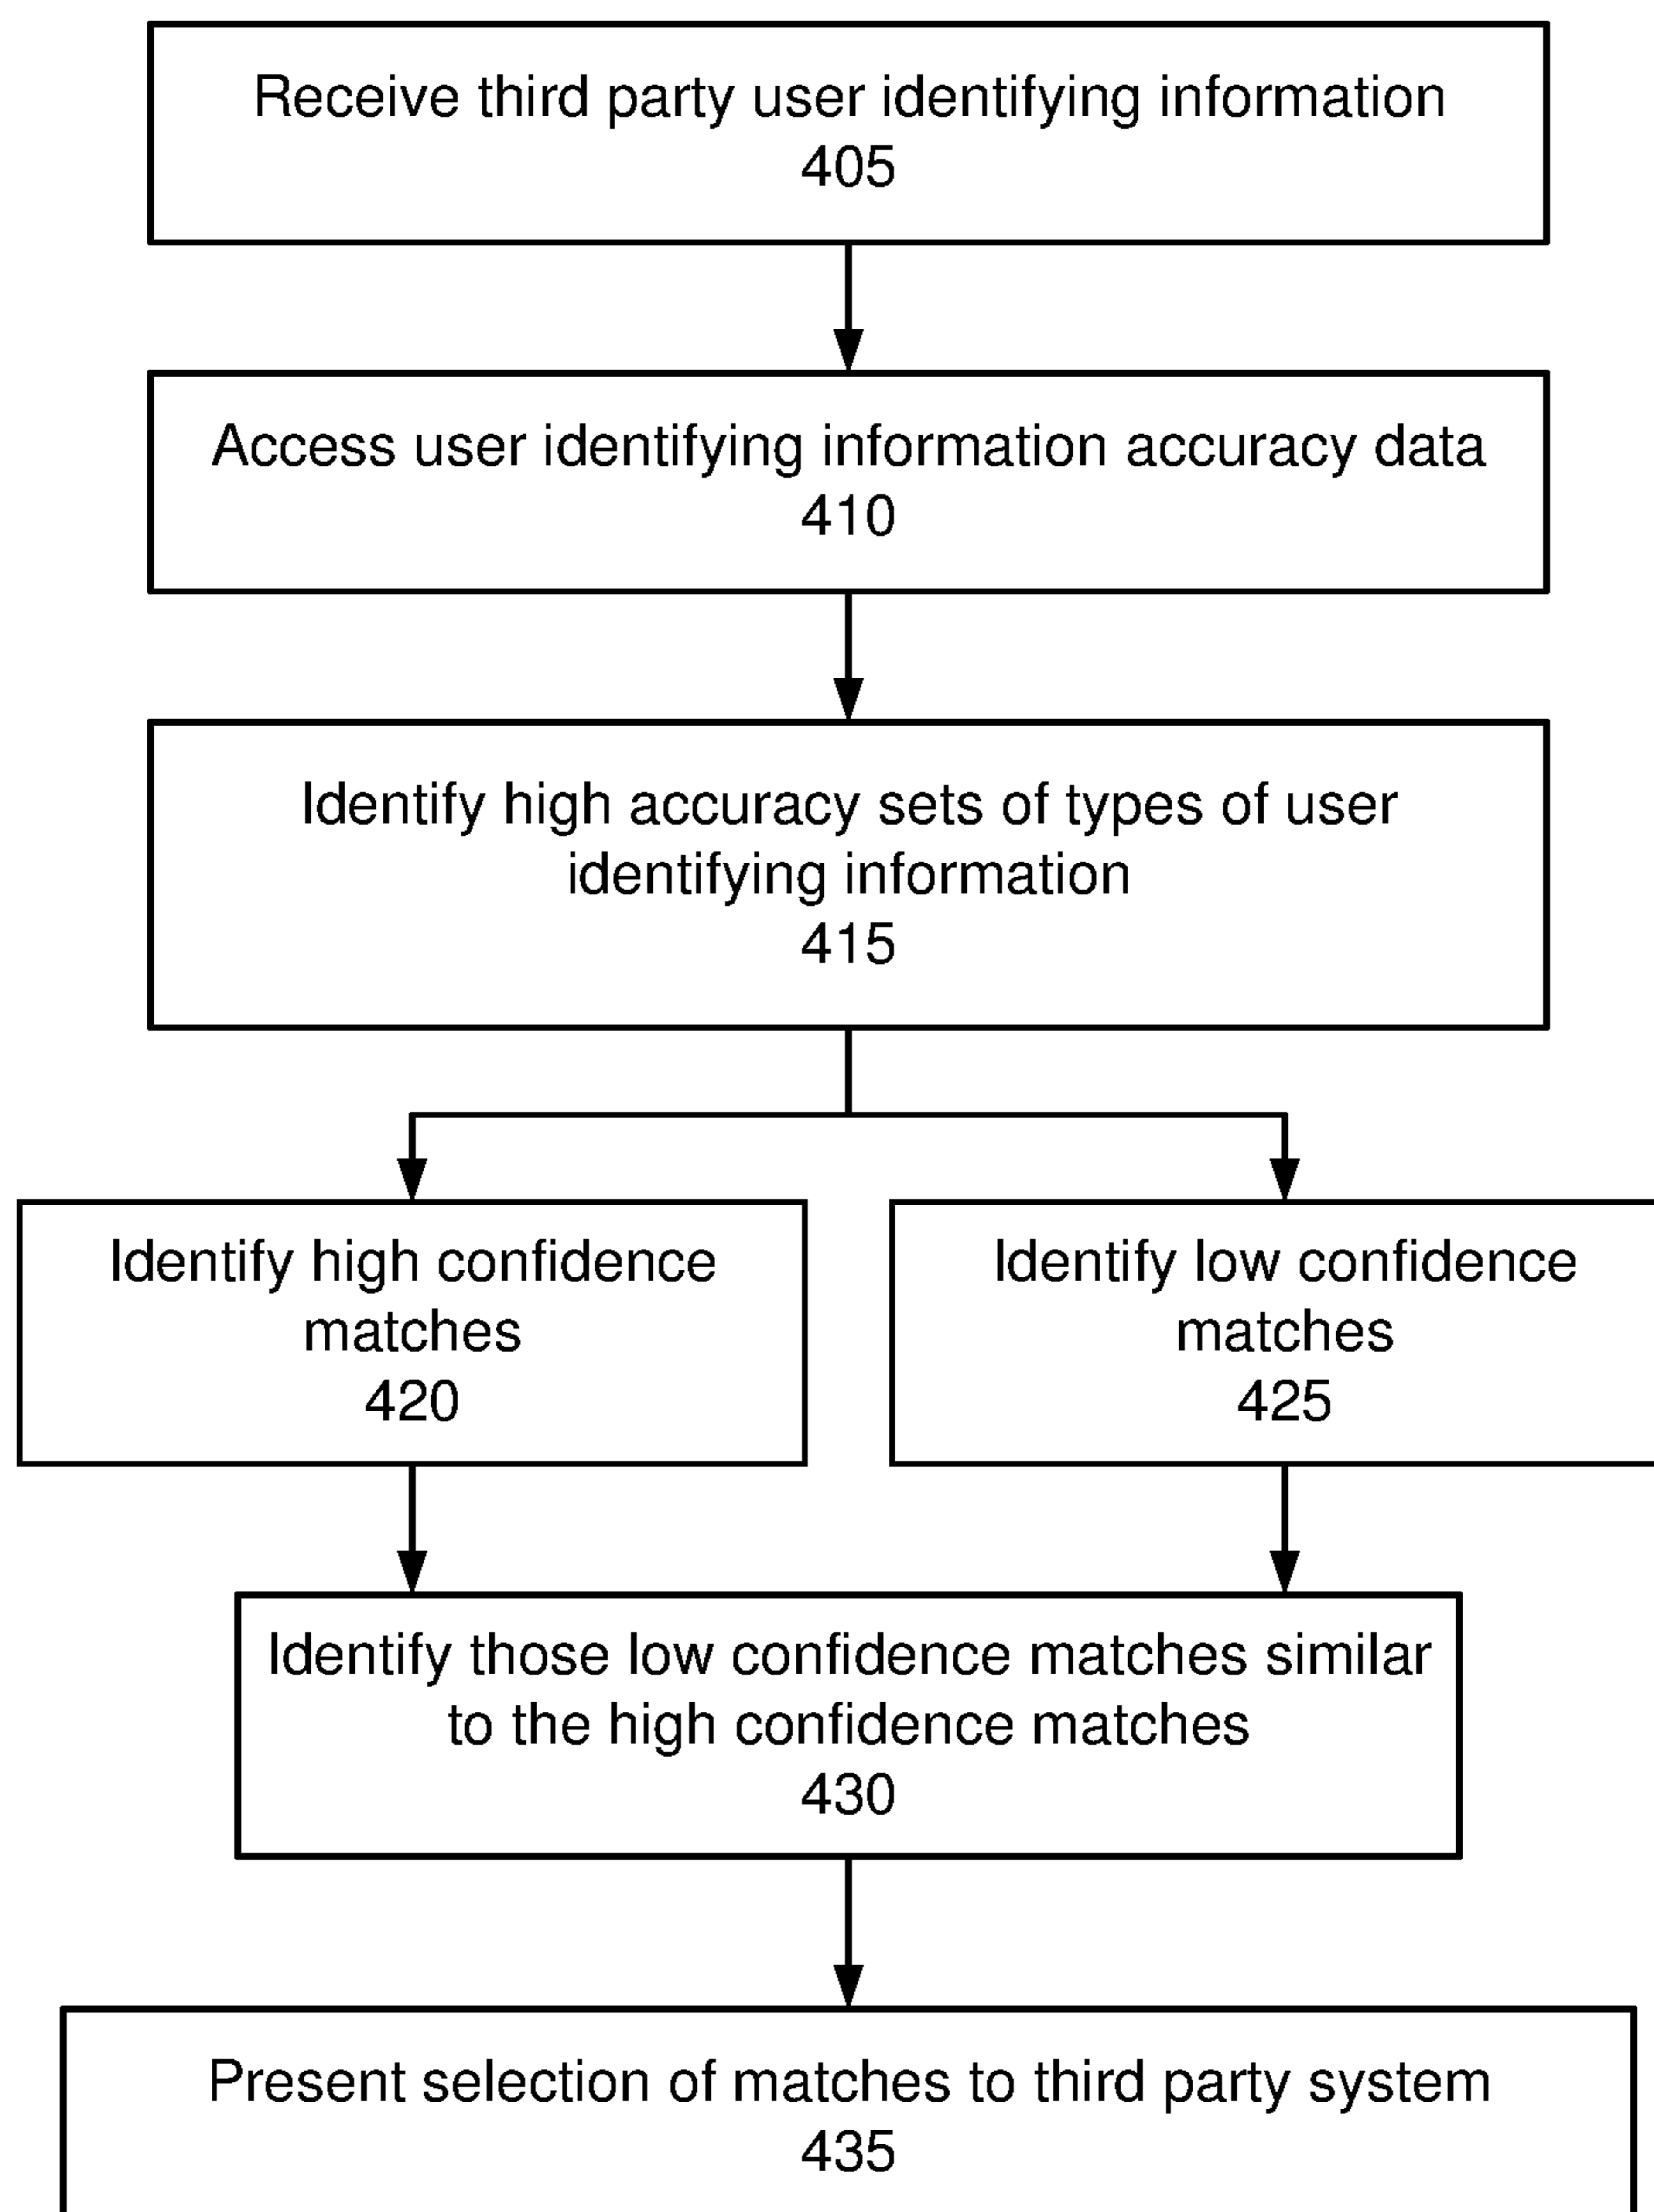 Receive third party user identifying information
405
Access user identifying information accuracy data
410
Identify high accuracy sets of types of user
identifying information
415
Identify high confidence
matches
420
Identify low confidence
matches
425
Identify those low confidence matches similar
to the high confidence matches
430
Present selection of matches to third party system
435